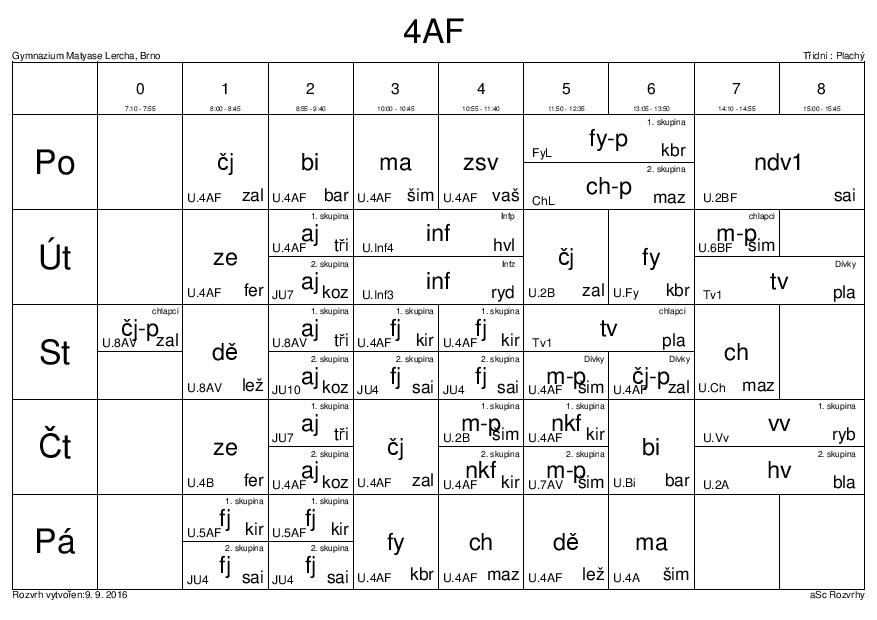 4AF
Gymnazium Matyase Lercha, Brno
Třídní : Plachý
0 1 2 3 4 5 6 7 8
7:10 - 7:55 8:00 - 8:45 8:55 - 9:40 10:00 - 10:45 10:55 - 11:40 11:50 - 12:35 13:05 - 13:50 14:10 - 14:55 15:00 - 15:45
Po
čj
U.4AF zal
bi
U.4AF bar
ma
U.4AF šim
zsv
U.4AF vaš
1. skupina
fy-p
FyL kbr
2. skupina
ch-p
ChL maz
ndv1
U.2BF sai
Út
ze
U.4AF fer
1. skupina
aj
U.4AF tři
2. skupina
aj
JU7 koz
Infp
inf
U.Inf4 hvl
Infz
inf
U.Inf3 ryd
čj
U.2B zal
fy
U.Fy kbr
chlapci
m-p
U.6BF šim
Dívky
tv
Tv1 pla
St
chlapci
čj-p
U.8AV zal
dě
U.8AV lež
1. skupina
aj
U.8AV tři
2. skupina
aj
JU10 koz
1. skupina
fj
U.4AF kir
2. skupina
fj
JU4 sai
1. skupina
fj
U.4AF kir
2. skupina
fj
JU4 sai
chlapci
tv
Tv1 pla
Dívky
m-p
U.4AF šim
Dívky
čj-p
U.4AF zal
ch
U.Ch maz
Čt
ze
U.4B fer
1. skupina
aj
JU7 tři
2. skupina
aj
U.4AF koz
čj
U.4AF zal
1. skupina
m-p
U.2B šim
2. skupina
nkf
U.4AF kir
1. skupina
nkf
U.4AF kir
2. skupina
m-p
U.7AV šim
bi
U.Bi bar
1. skupina
vv
U.Vv ryb
2. skupina
hv
U.2A bla
Pá
1. skupina
fj
U.5AF kir
2. skupina
fj
JU4 sai
1. skupina
fj
U.5AF kir
2. skupina
fj
JU4 sai
fy
U.4AF kbr
ch
U.4AF maz
dě
U.4AF lež
ma
U.4A šim
Rozvrh vytvořen:9. 9. 2016
aSc Rozvrhy